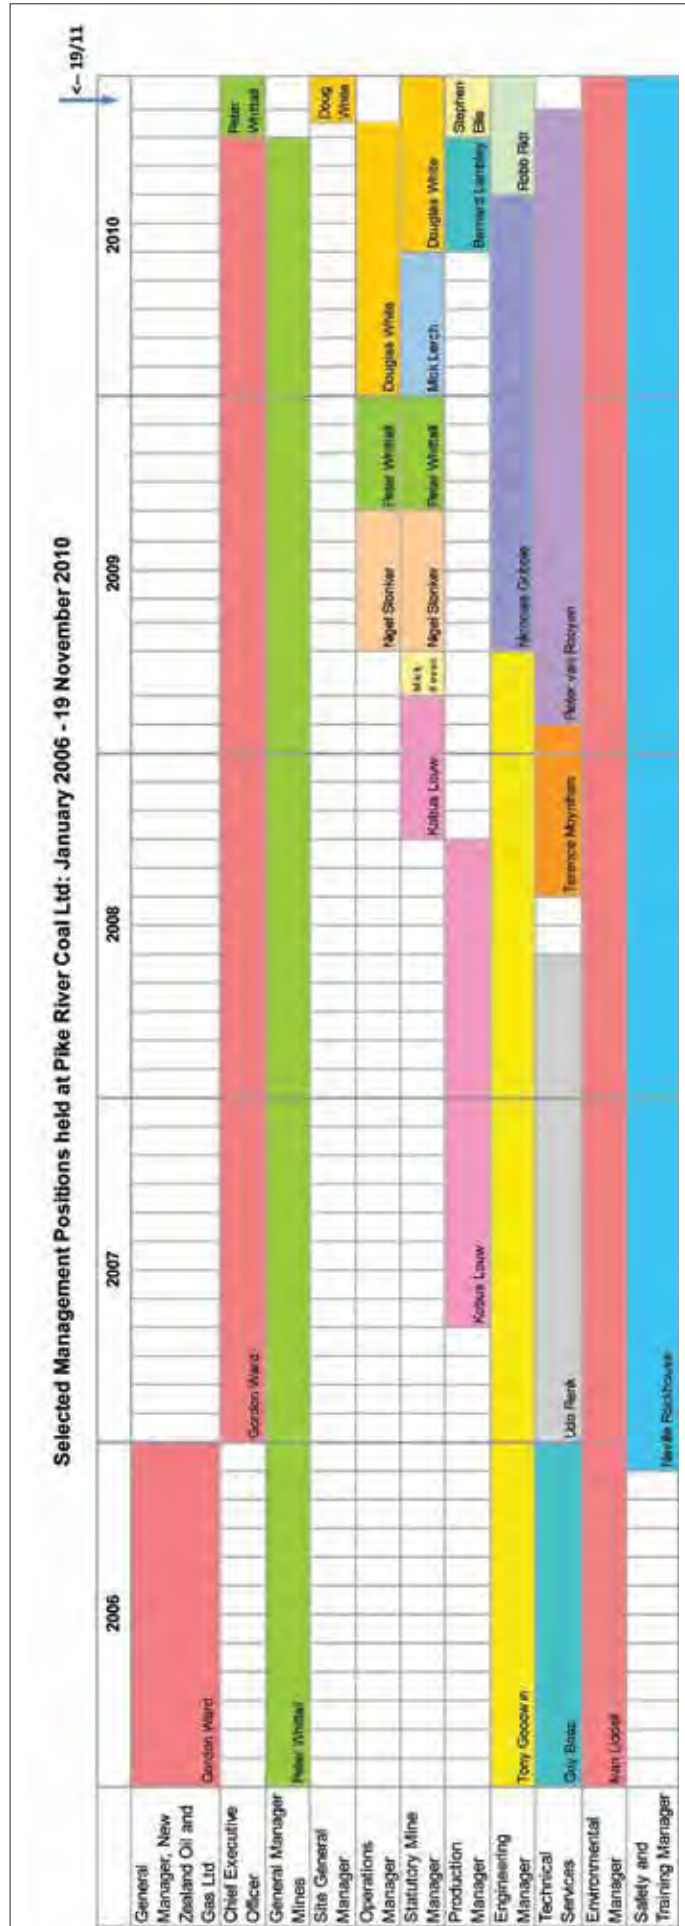 Selected Management Positions held at Pike River Coal Ltd: January 2006 - 19 November 2010
2006
2007
2008
2009
2010
<-- 19/11
General
Manager, New
Zealand Oil and
Gas Ltd
Gordon Ward
Chief Executive
Officer
Gordon Ward
Peter
Whittall
General Manager
Mines
Peter Whittall
Site General
Manager
Doug
White
Operations
Manager
Nigel Slonker
Peter Whittall
Douglas White
Statutory Mine
Manager
Kobus Louw
Mick
Nigel Slonker
Peter Whittall
Mick Lerch
Douglas White
Production
Manager
Kobus Louw
Bernard Lambley
Stephen
Ellis
Engineering
Manager
Tony Goodwin
Nicholas Gribble
Robb Ridl
Technical
Services
Guy Boaz
Udo Renk
Terence Moynihan
Pieter van Rooyen
Environmental
Manager
Ivan Liddell
Safety and
Training Manager
Neville Rockhouse